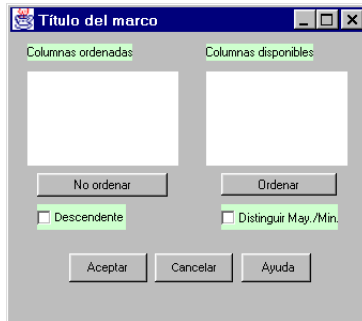 Título del marco
Columnas ordenadas
Columnas disponibles
No ordenar
Ordenar
Descendente
Distinguir May./Min.
Aceptar
Cancelar
Ayuda